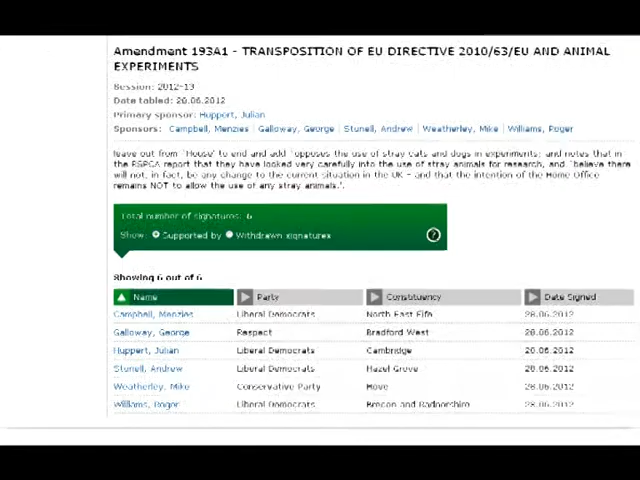 Amendment 193A1 - TRANSPOSITION OF EU DIRECTIVE 2010/63/EU AND ANIMAL
EXPERIMENTS
Session: 2012-13
Date tabled: 20.06.2012
Primary sponsor: Huppert, Julian
Sponsors: Campbell, Menzies | Galloway, George | Stunell, Andrew | Weatherley, Mike | Williams, Roger
leave out from 'House' to end and add 'opposes the use of stray cats and dogs in experiments; and notes that in
the RSPCA report that they have looked very carefully into the use of stray animals for research, and 'believe there
will not, in fact, be any change to the current situation in the UK - and that the intention of the Home Office
remains NOT to allow the use of any stray animals.'.
Total number of signatures: 6
Show: Supported by Withdrawn signatures
?
Showing 6 out of 6
Name Party Constituency Date Signed
Campbell, Menzies Liberal Democrats North East Fife 28.06.2012
Galloway, George Respect Bradford West 28.06.2012
Huppert, Julian Liberal Democrats Cambridge 20.06.2012
Stunell, Andrew Liberal Democrats Hazel Grove 28.06.2012
Weatherley, Mike Conservative Party Hove 28.06.2012
Williams, Roger Liberal Democrats Brecon and Radnorshire 28.06.2012